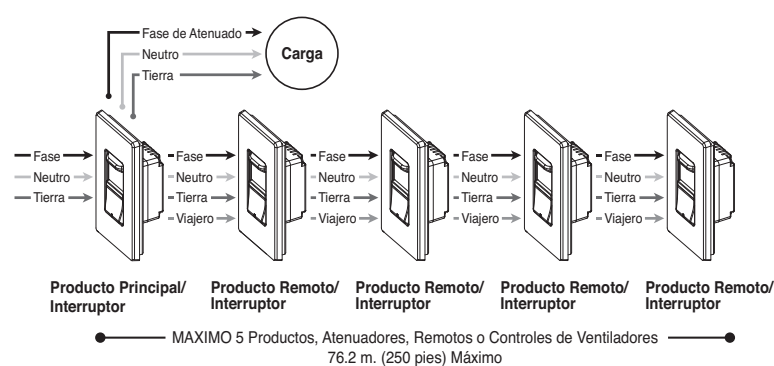 Fase de Atenuado
Neutro
Tierra
Carga
Fase Fase Fase Fase Fase
Neutro Neutro Neutro Neutro Neutro
Tierra Tierra Tierra Tierra Tierra
Viajero Viajero Viajero Viajero
Producto Principal/ Producto Remoto/ Producto Remoto/ Producto Remoto/ Producto Remoto/
Interruptor Interruptor Interruptor Interruptor Interruptor
MAXIMO 5 Productos, Atenuadores, Remotos o Controles de Ventiladores
76.2 m. (250 pies) Máximo